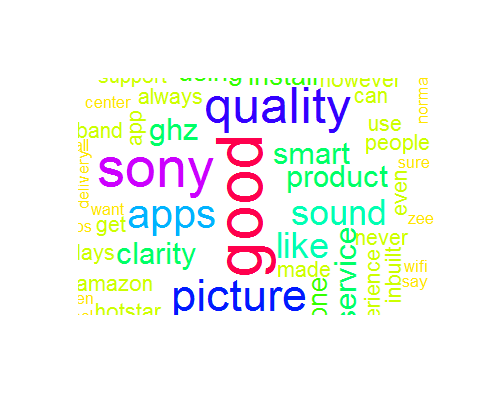 support using install however
center always quality can norma
band app ghz good use
people
delivery sony smart sure
product even
want apps sound zee
get like never
days clarity service
made wifi
amazon picture one inbuilt say
hotstar